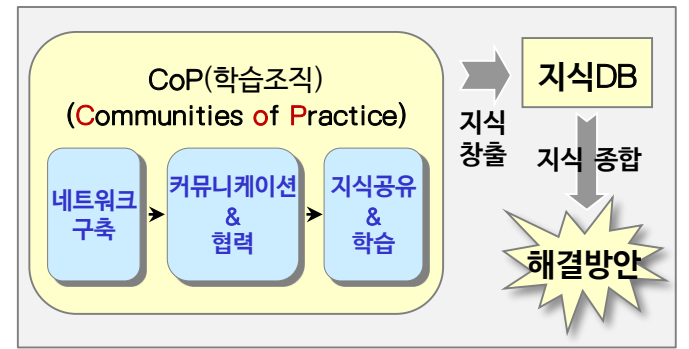 CoP(학습조직)
(Communities of Practice)
네트워크
구축
커뮤니케이션
&
협력
지식공유
&
학습
지식
창출
지식DB
지식 종합
해결방안